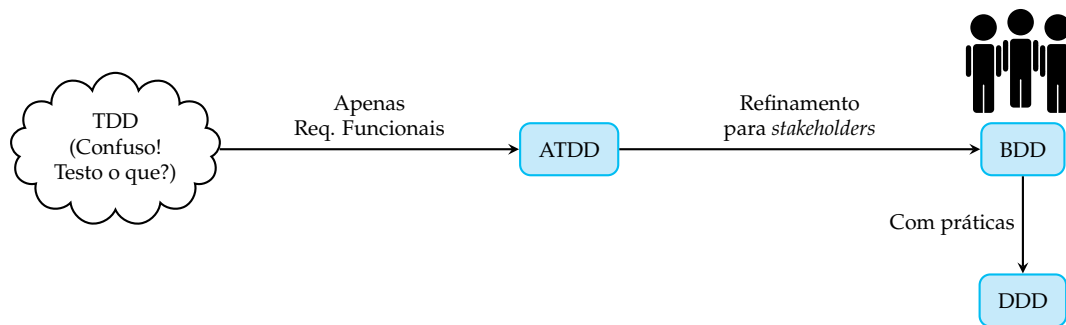 TDD
(Confuso!
Testo o que?)
Apenas
Req. Funcionais
ATDD
Refinamento
para stakeholders
BDD
Com práticas
DDD